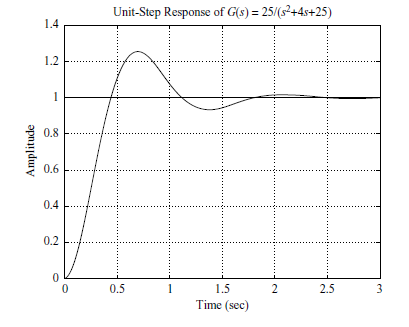 Unit-Step Response of G(s) = 25/(s²+4s+25)
1.4
1.2
1
0.8
0.6
0.4
0.2
0
Amplitude
0 0.5 1 1.5 2 2.5 3
Time (sec)